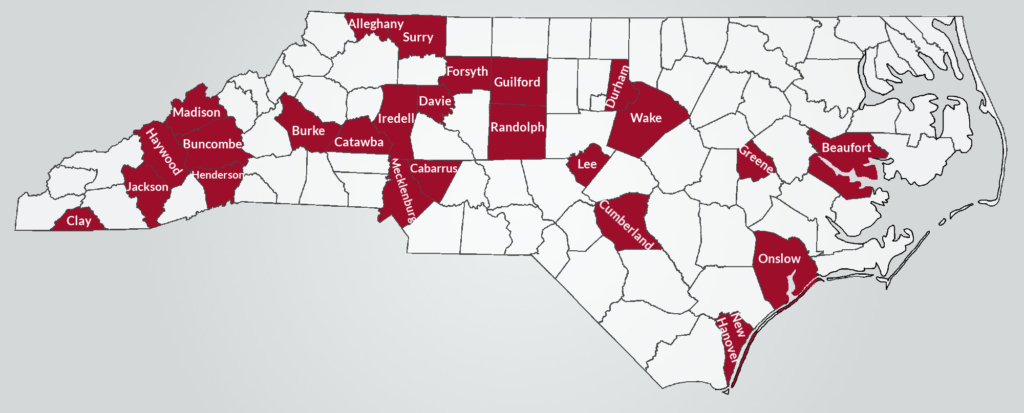 Alleghany
Surry
Forsyth
Guilford
Durham
Davie
Madison
Iredell
Wake
Randolph
Burke
Catawba
Buncombe
Haywood
Beaufort
Greene
Lee
Cabarrus
Mecklenburg
Henderson
Jackson
Clay
Cumberland
Onslow
New
Hanover